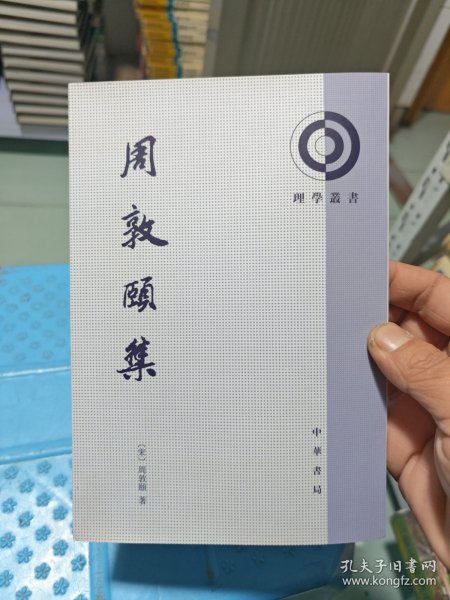 周敦頤集
〔宋〕周敦頤 著
理學叢書
中華書局
孔夫子旧书网
www.kongfz.com